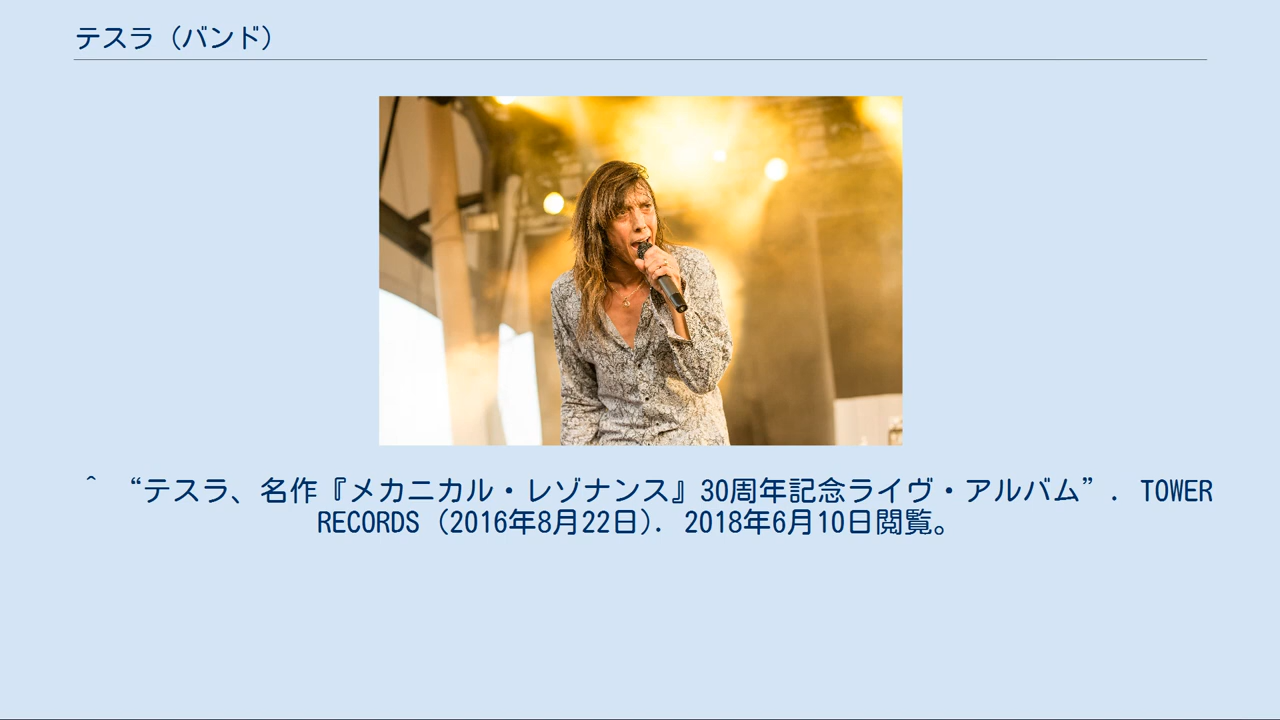 テスラ（バンド）
^ “テスラ、名作『メカニカル・レゾナンス』30周年記念ライヴ・アルバム”. TOWER
RECORDS (2016年8月22日). 2018年6月10日閲覧。